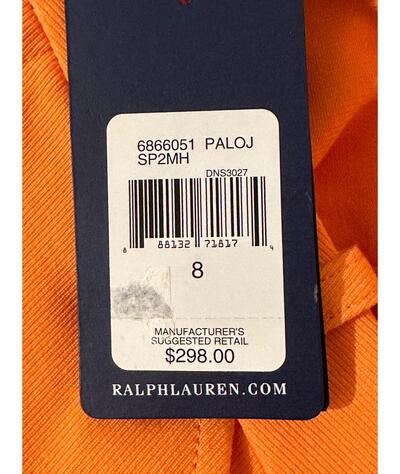 6866051 PALOJ
SP2MH
DNS3027
8 88132 71817 4
8
MANUFACTURER'S
SUGGESTED RETAIL
$298.00
RALPHLAUREN.COM